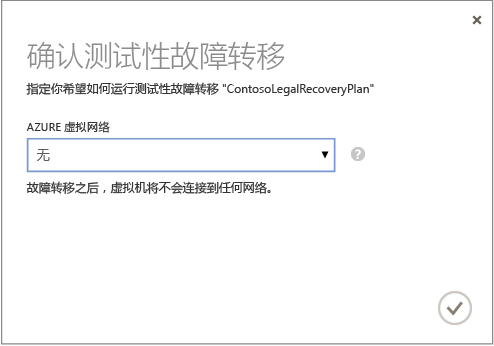 确认测试性故障转移
指定你希望如何运行测试性故障转移 "ContosoLegalRecoveryPlan"
AZURE 虚拟网络
无
故障转移之后，虚拟机将不会连接到任何网络。